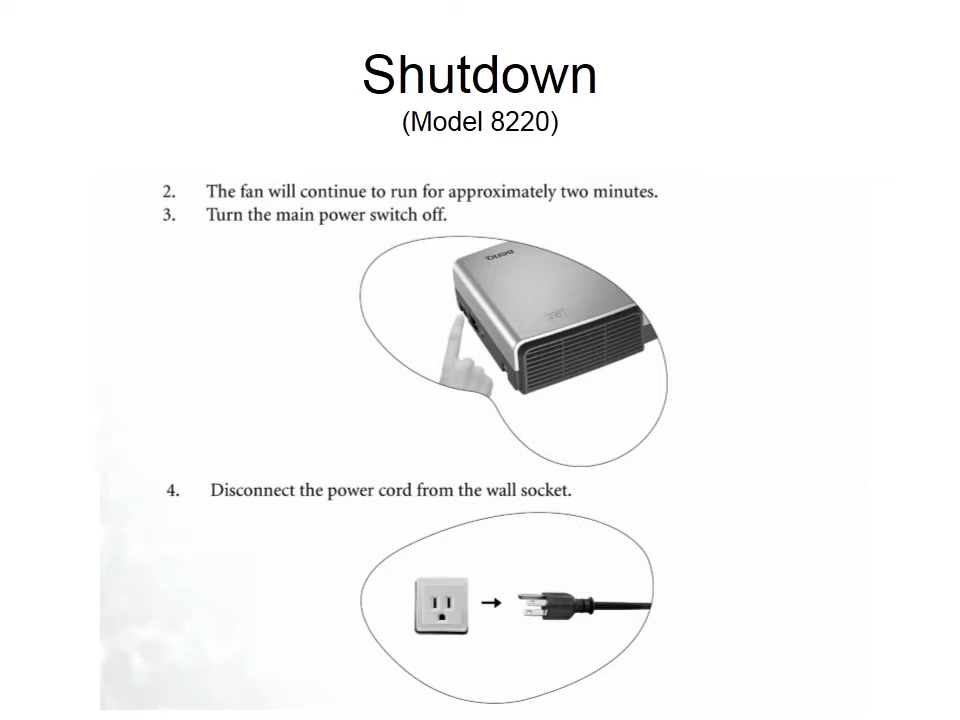 Shutdown
(Model 8220)
2. The fan will continue to run for approximately two minutes.
3. Turn the main power switch off.
BenQ
4. Disconnect the power cord from the wall socket.